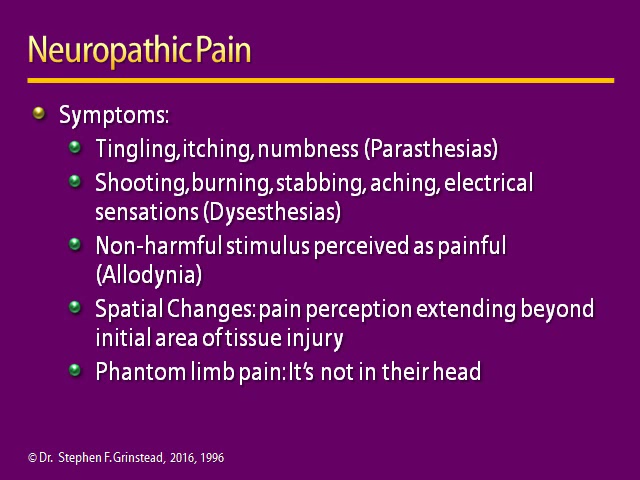 Neuropathic Pain
Symptoms:
Tingling, itching, numbness (Parasthesias)
Shooting, burning, stabbing, aching, electrical
sensations (Dysesthesias)
Non-harmful stimulus perceived as painful
(Allodynia)
Spatial Changes: pain perception extending beyond
initial area of tissue injury
Phantom limb pain: It's not in their head
© Dr. Stephen F. Grinstead, 2016, 1996